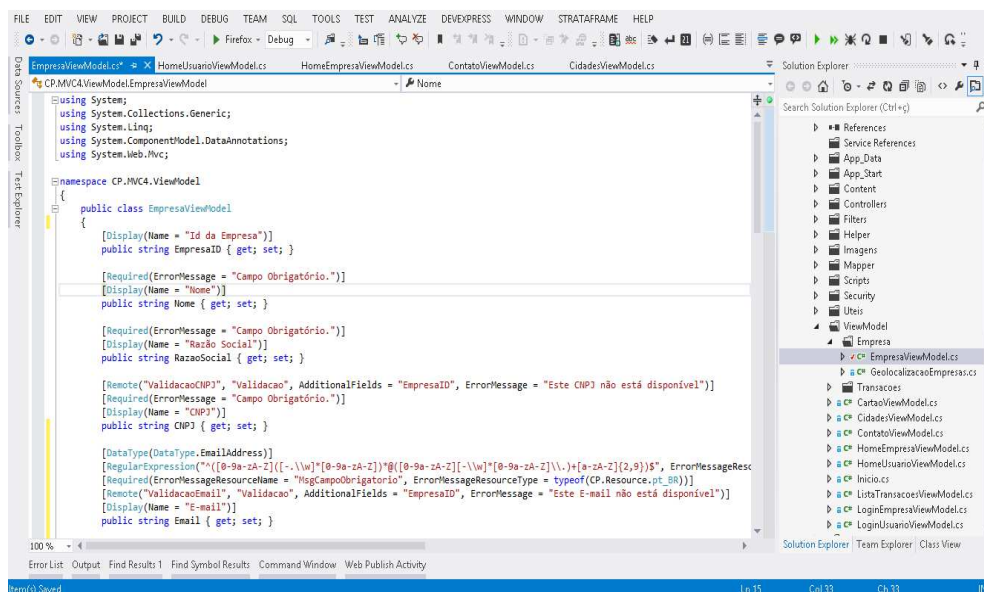 FILE EDIT VIEW PROJECT BUILD DEBUG TEAM SQL TOOLS TEST ANALYZE DEVEXPRESS WINDOW STRATAFRAME HELP
Firefox Debug
Data Sources
Toolbox
Test Explorer
EmpresaViewModel.cs* HomeUsuarioViewModel.cs HomeEmpresaViewModel.cs ContatoViewModel.cs CidadesViewModel.cs
CP.MVC4.ViewModel.EmpresaViewModel Nome
using System;
using System.Collections.Generic;
using System.Linq;
using System.ComponentModel.DataAnnotations;
using System.Web.Mvc;
namespace CP.MVC4.ViewModel
{
public class EmpresaViewModel
{
[Display(Name = "Id da Empresa")]
public string EmpresaID { get; set; }
[Required(ErrorMessage = "Campo Obrigatório.")]
[Display(Name = "Nome")]
public string Nome { get; set; }
[Required(ErrorMessage = "Campo Obrigatório.")]
[Display(Name = "Razão Social")]
public string RazaoSocial { get; set; }
[Remote("ValidacaoCNPJ", "Validacao", AdditionalFields = "EmpresaID", ErrorMessage = "Este CNPJ não está disponível")]
[Required(ErrorMessage = "Campo Obrigatório.")]
[Display(Name = "CNPJ")]
public string CNPJ { get; set; }
[DataType(DataType.EmailAddress)]
[RegularExpression("^([0-9a-zA-Z]([-.\\w]*[0-9a-zA-Z])*@([0-9a-zA-Z][-\\w]*[0-9a-zA-Z]\\.)+[a-zA-Z]{2,9})$", ErrorMessageReso
[Required(ErrorMessageResourceName = "MsgCampoObrigatorio", ErrorMessageResourceType = typeof(CP.Resource.pt_BR))]
[Remote("ValidacaoEmail", "Validacao", AdditionalFields = "EmpresaID", ErrorMessage = "Este E-mail não está disponível")]
[Display(Name = "E-mail")]
public string Email { get; set; }
100 %
Solution Explorer
Search Solution Explorer (Ctrl+ç)
References
Service References
App_Data
App_Start
Content
Controllers
Filters
Helper
Imagens
Mapper
Scripts
Security
Uteis
ViewModel
Empresa
C# EmpresaViewModel.cs
C# GeolocalizacaoEmpresas.cs
Transacoes
C# CartaoViewModel.cs
C# CidadesViewModel.cs
C# ContatoViewModel.cs
C# HomeEmpresaViewModel.cs
C# HomeUsuarioViewModel.cs
C# Inicio.cs
C# ListaTransacoesViewModel.cs
C# LoginEmpresaViewModel.cs
C# LoginUsuarioViewModel.cs
Solution Explorer Team Explorer Class View
Error List Output Find Results 1 Find Symbol Results Command Window Web Publish Activity
Item(s) Saved Ln 15 Col 33 Ch 33